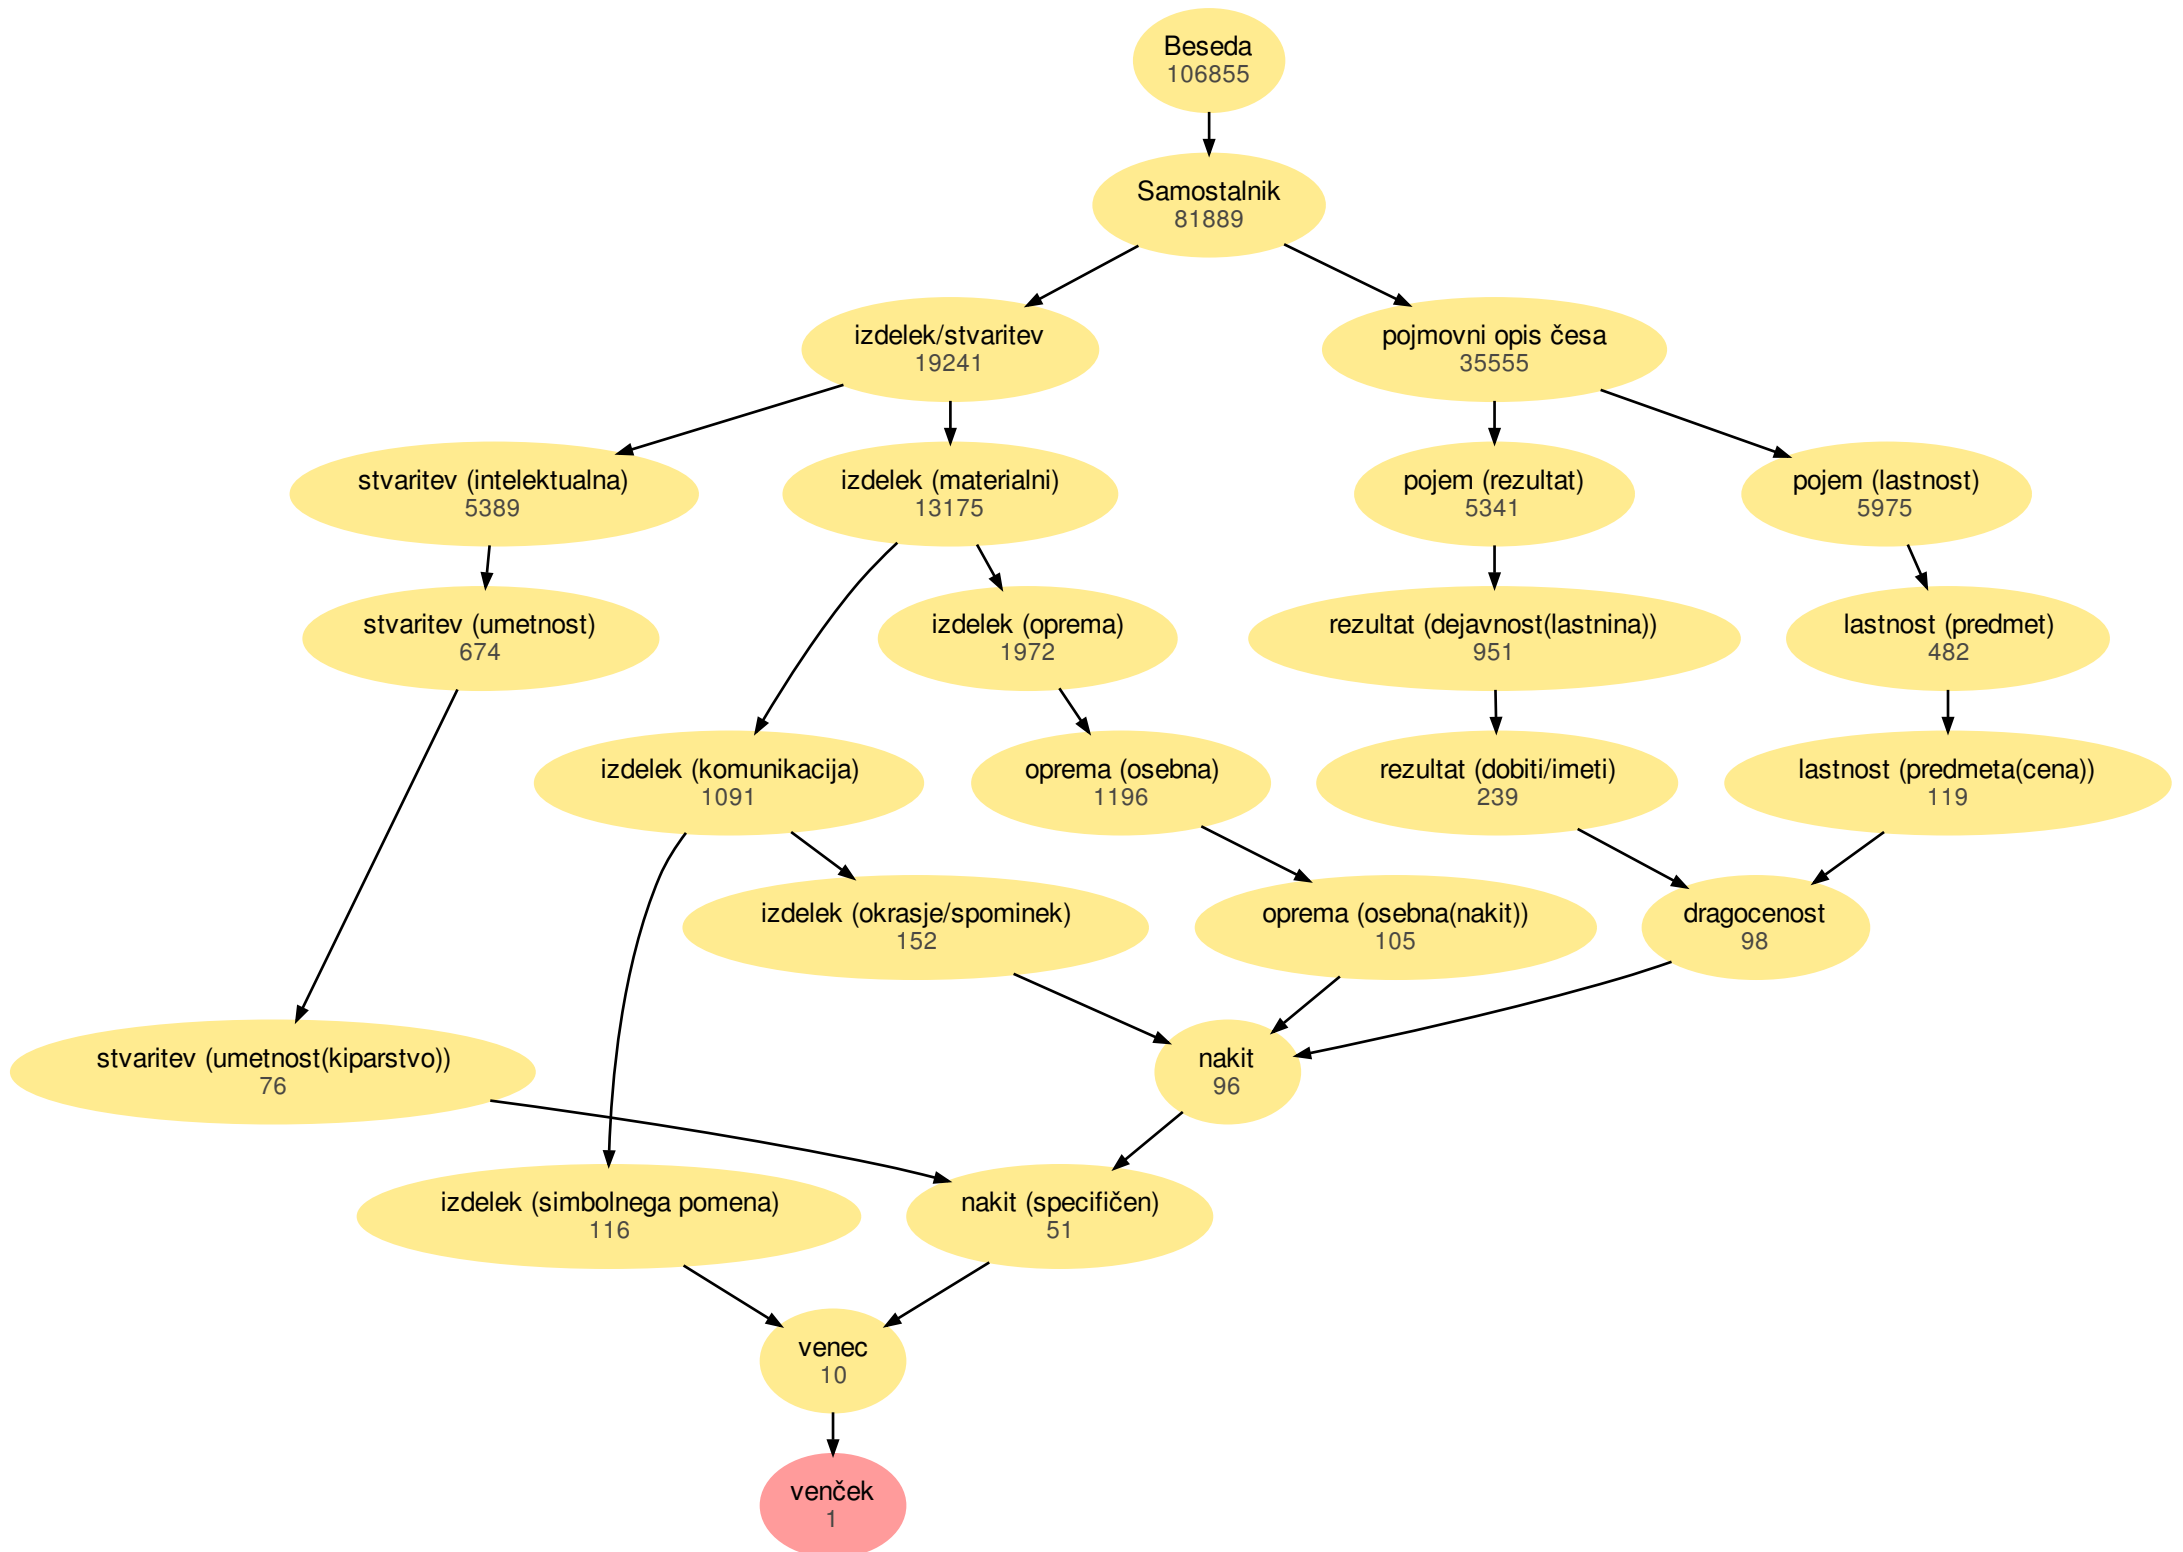 Beseda
106855
Samostalnik
81889
izdelek/stvaritev
19241
pojmovni opis česa
35555
stvaritev (intelektualna)
5389
izdelek (materialni)
13175
pojem (rezultat)
5341
pojem (lastnost)
5975
stvaritev (umetnost)
674
izdelek (oprema)
1972
rezultat (dejavnost(lastnina))
951
lastnost (predmet)
482
izdelek (komunikacija)
1091
oprema (osebna)
1196
rezultat (dobiti/imeti)
239
lastnost (predmeta(cena))
119
izdelek (okrasje/spominek)
152
oprema (osebna(nakit))
105
dragocenost
98
stvaritev (umetnost(kiparstvo))
76
nakit
96
izdelek (simbolnega pomena)
116
nakit (specifičen)
51
venec
10
venček
1